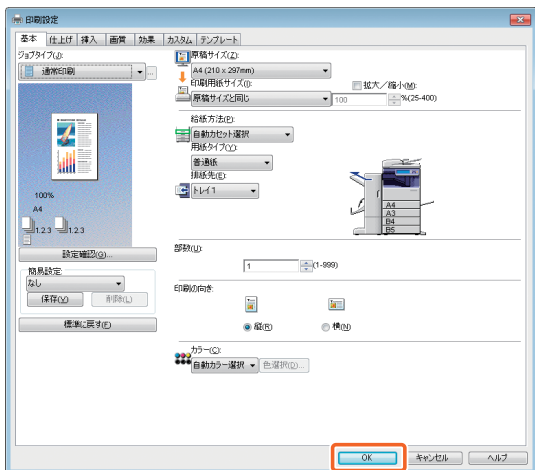 印刷設定
基本 仕上げ 挿入 画質 効果 カスタム テンプレート
ジョブタイプ(J):
通常印刷
...
100%
A4
1.2.3 1.2.3
設定確認(G)...
簡易設定
なし
保存(V) 削除(L)
標準に戻す(F)
原稿サイズ(Z):
A4 (210 x 297mm)
印刷用紙サイズ(I):
拡大/縮小(M):
原稿サイズと同じ
100 %(25-400)
給紙方法(P):
自動カセット選択
用紙タイプ(Y):
普通紙
排紙先(E):
トレイ1
A4
A3
B4
B5
部数(U):
1 (1-999)
印刷の向き:
縦(R) 横(N)
カラー(C):
自動カラー選択 色選択(D)...
OK キャンセル ヘルプ